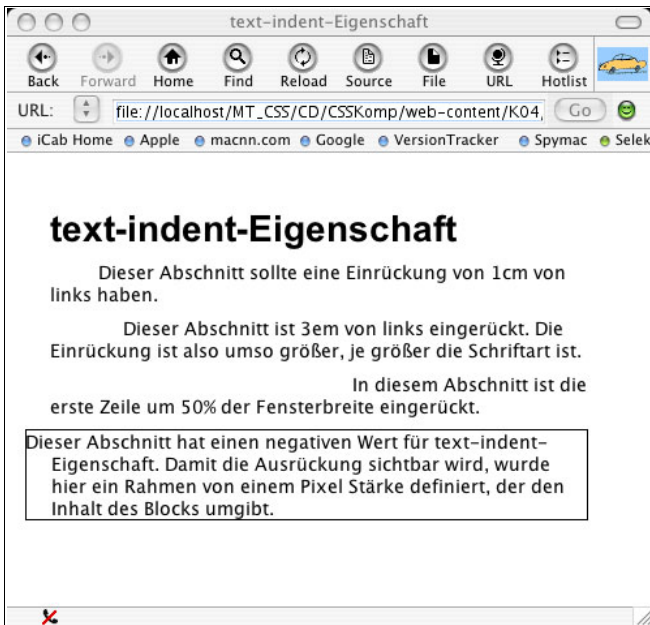 text-indent-Eigenschaft
Back Forward Home Find Reload Source File URL Hotlist
URL: file://localhost/MT_CSS/CD/CSSKomp/web-content/K04, Go
iCab Home Apple macnn.com Google VersionTracker Spymac Selek
text-indent-Eigenschaft
Dieser Abschnitt sollte eine Einrückung von 1cm von
links haben.
Dieser Abschnitt ist 3em von links eingerückt. Die
Einrückung ist also umso größer, je größer die Schriftart ist.
In diesem Abschnitt ist die
erste Zeile um 50% der Fensterbreite eingerückt.
Dieser Abschnitt hat einen negativen Wert für text-indent-
Eigenschaft. Damit die Ausrückung sichtbar wird, wurde
hier ein Rahmen von einem Pixel Stärke definiert, der den
Inhalt des Blocks umgibt.